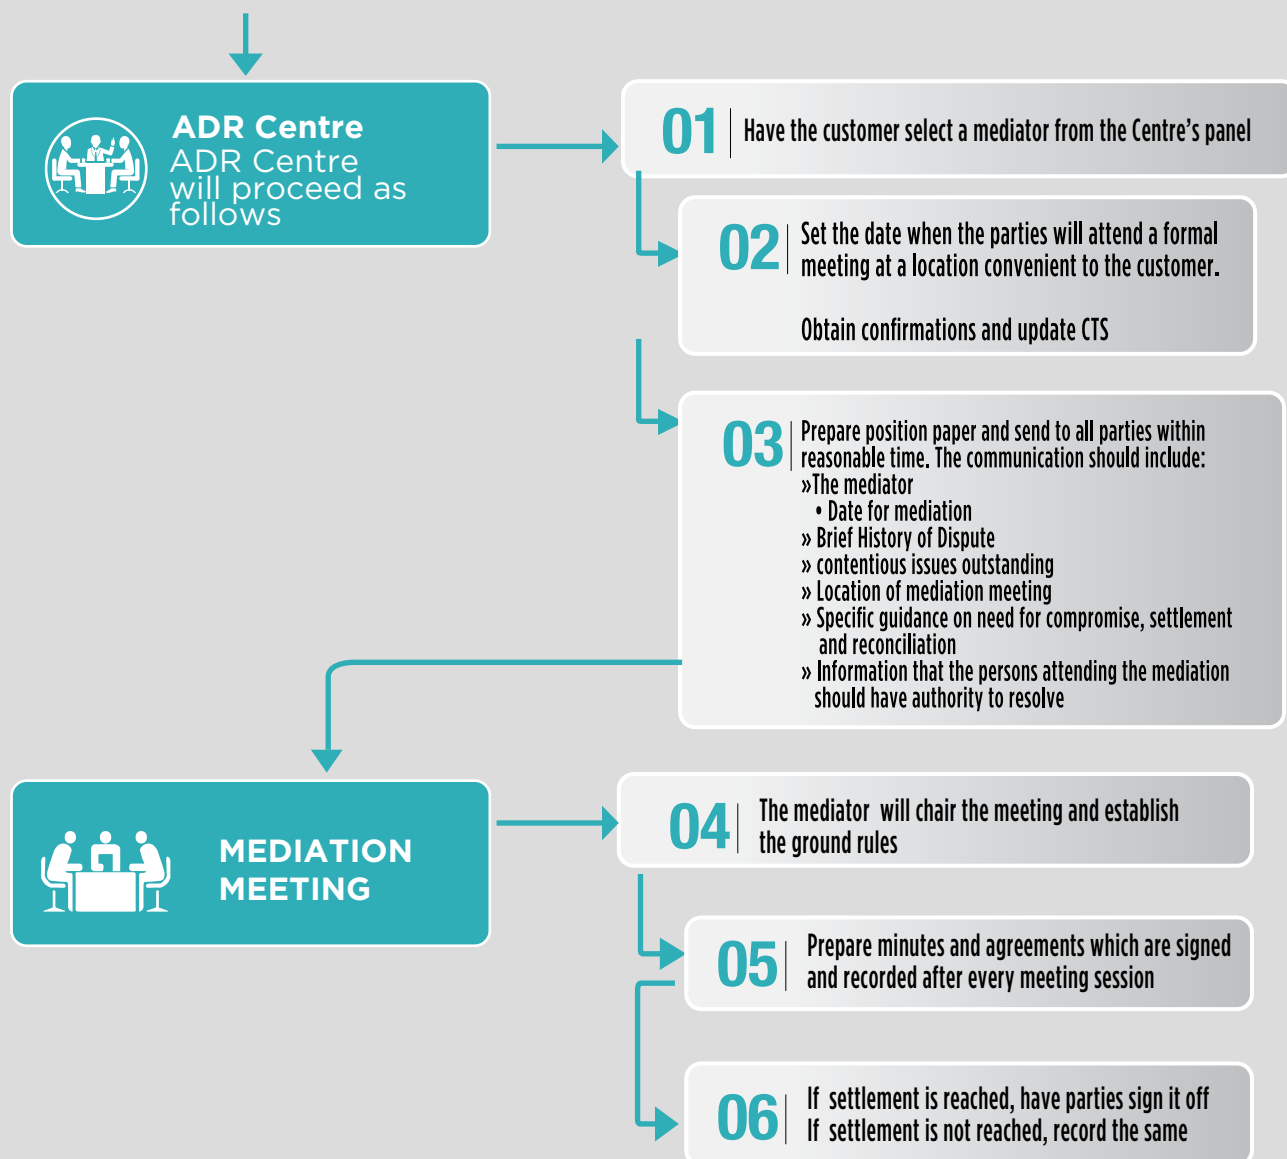 ADR Centre
ADR Centre
will proceed as
follows
01
Have the customer select a mediator from the Centre's panel
02
Set the date when the parties will attend a formal
meeting at a location convenient to the customer.
Obtain confirmations and update CTS
03
Prepare position paper and send to all parties within
reasonable time. The communication should include:
»The mediator
• Date for mediation
» Brief History of Dispute
» contentious issues outstanding
» Location of mediation meeting
» Specific guidance on need for compromise, settlement
and reconciliation
» Information that the persons attending the mediation
should have authority to resolve
MEDIATION
MEETING
04
The mediator will chair the meeting and establish
the ground rules
05
Prepare minutes and agreements which are signed
and recorded after every meeting session
06
If settlement is reached, have parties sign it off
If settlement is not reached, record the same